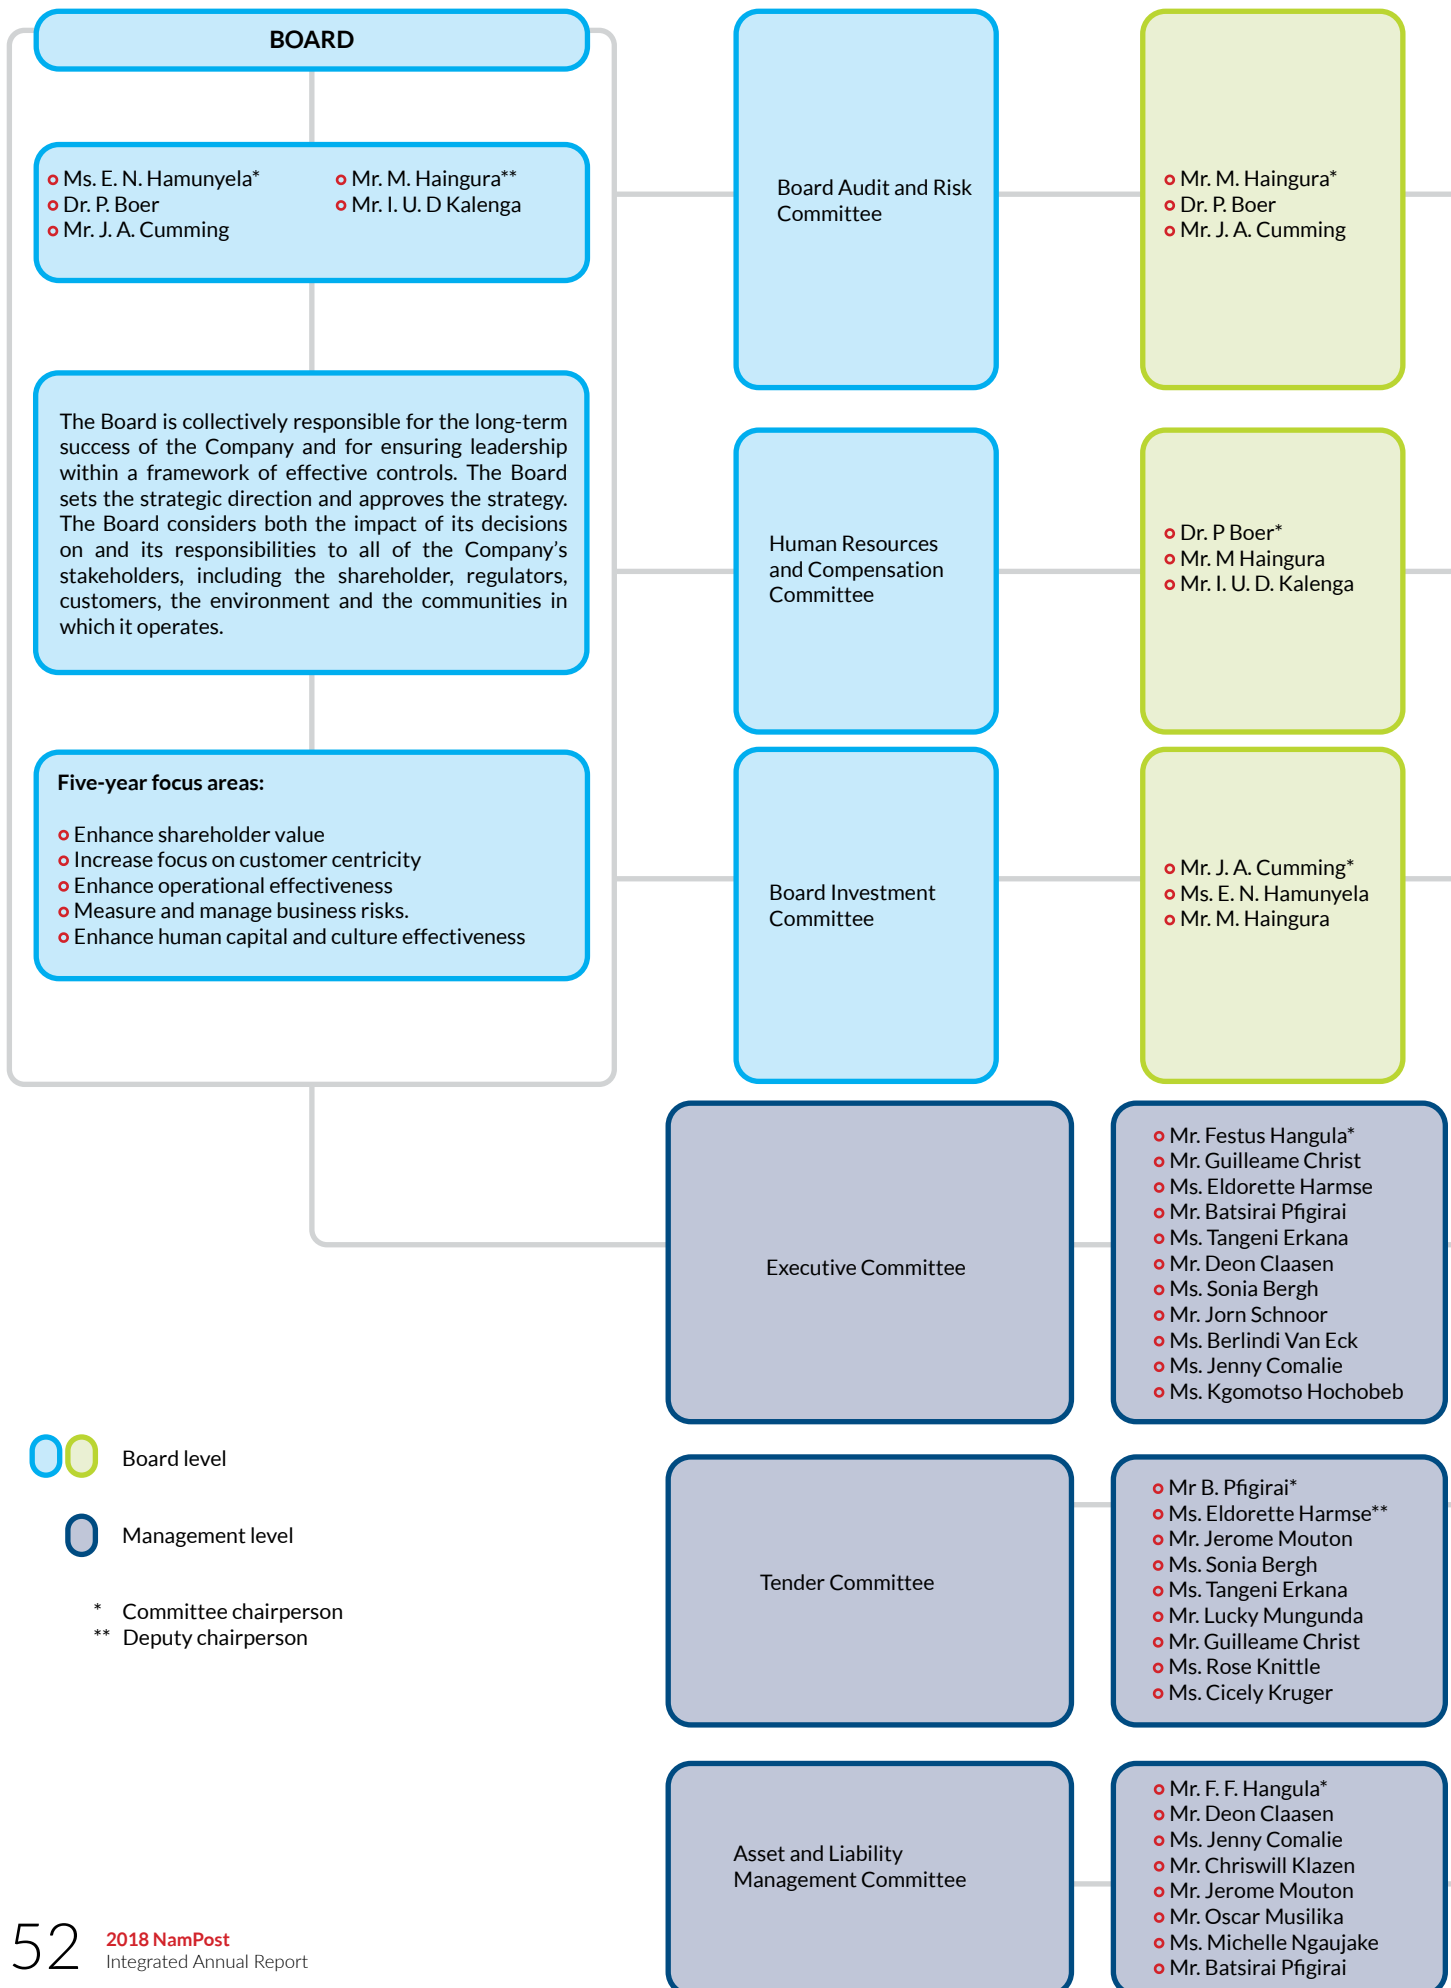 BOARD
Ms. E. N. Hamunyela*
Dr. P. Boer
Mr. J. A. Cumming
Mr. M. Haingura**
Mr. I. U. D Kalenga
The Board is collectively responsible for the long-term
success of the Company and for ensuring leadership
within a framework of effective controls. The Board
sets the strategic direction and approves the strategy.
The Board considers both the impact of its decisions
on and its responsibilities to all of the Company's
stakeholders, including the shareholder, regulators,
customers, the environment and the communities in
which it operates.
Five-year focus areas:
Enhance shareholder value
Increase focus on customer centricity
Enhance operational effectiveness
Measure and manage business risks.
Enhance human capital and culture effectiveness
Board Audit and Risk
Committee
Mr. M. Haingura*
Dr. P. Boer
Mr. J. A. Cumming
Human Resources
and Compensation
Committee
Dr. P Boer*
Mr. M Haingura
Mr. I. U. D. Kalenga
Board Investment
Committee
Mr. J. A. Cumming*
Ms. E. N. Hamunyela
Mr. M. Haingura
Executive Committee
Mr. Festus Hangula*
Mr. Guilleame Christ
Ms. Eldorette Harmse
Mr. Batsirai Pfigirai
Ms. Tangeni Erkana
Mr. Deon Claasen
Ms. Sonia Bergh
Mr. Jorn Schnoor
Ms. Berlindi Van Eck
Ms. Jenny Comalie
Ms. Kgomotso Hochobeb
Tender Committee
Mr B. Pfigirai*
Ms. Eldorette Harmse**
Mr. Jerome Mouton
Ms. Sonia Bergh
Ms. Tangeni Erkana
Mr. Lucky Mungunda
Mr. Guilleame Christ
Ms. Rose Knittle
Ms. Cicely Kruger
Asset and Liability
Management Committee
Mr. F. F. Hangula*
Mr. Deon Claasen
Ms. Jenny Comalie
Mr. Chriswill Klazen
Mr. Jerome Mouton
Mr. Oscar Musilika
Ms. Michelle Ngaujake
Mr. Batsirai Pfigirai
Board level
Management level
* Committee chairperson
** Deputy chairperson
52
2018 NamPost
Integrated Annual Report